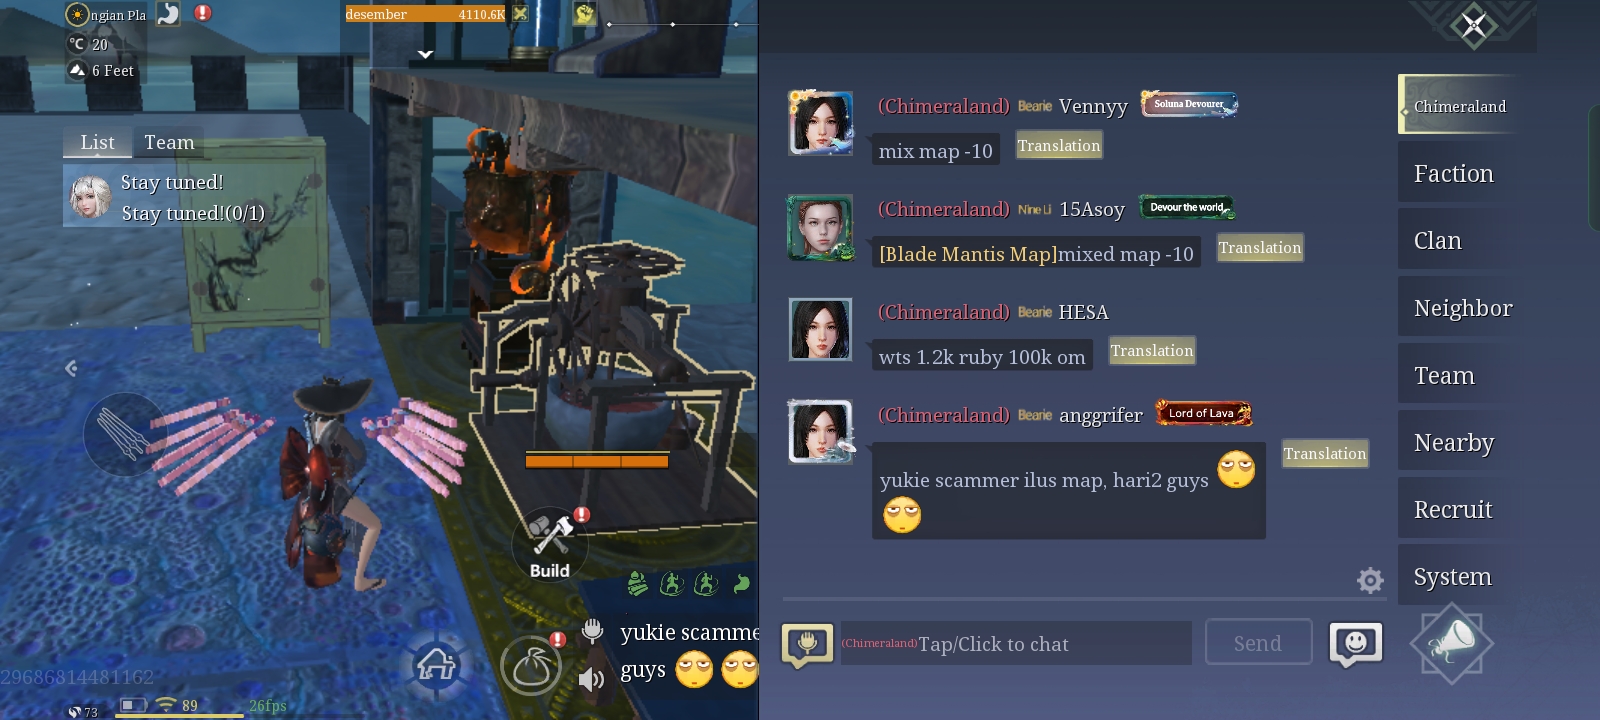 ngian Pla
°C 20
6 Feet
desember 4110.6K
List Team
Stay tuned!
Stay tuned!(0/1)
Build
yukie scamme
guys
29686814481162
73
89
26fps
(Chimeraland) Bearie Vennyy Soluna Devourer
mix map -10 Translation
(Chimeraland) Nine Li 15Asoy Devour the world
[Blade Mantis Map]mixed map -10 Translation
(Chimeraland) Bearie HESA
wts 1.2k ruby 100k om Translation
(Chimeraland) Bearie anggrifer Lord of Lava
yukie scammer ilus map, hari2 guys Translation
(Chimeraland)Tap/Click to chat
Send
Chimeraland
Faction
Clan
Neighbor
Team
Nearby
Recruit
System